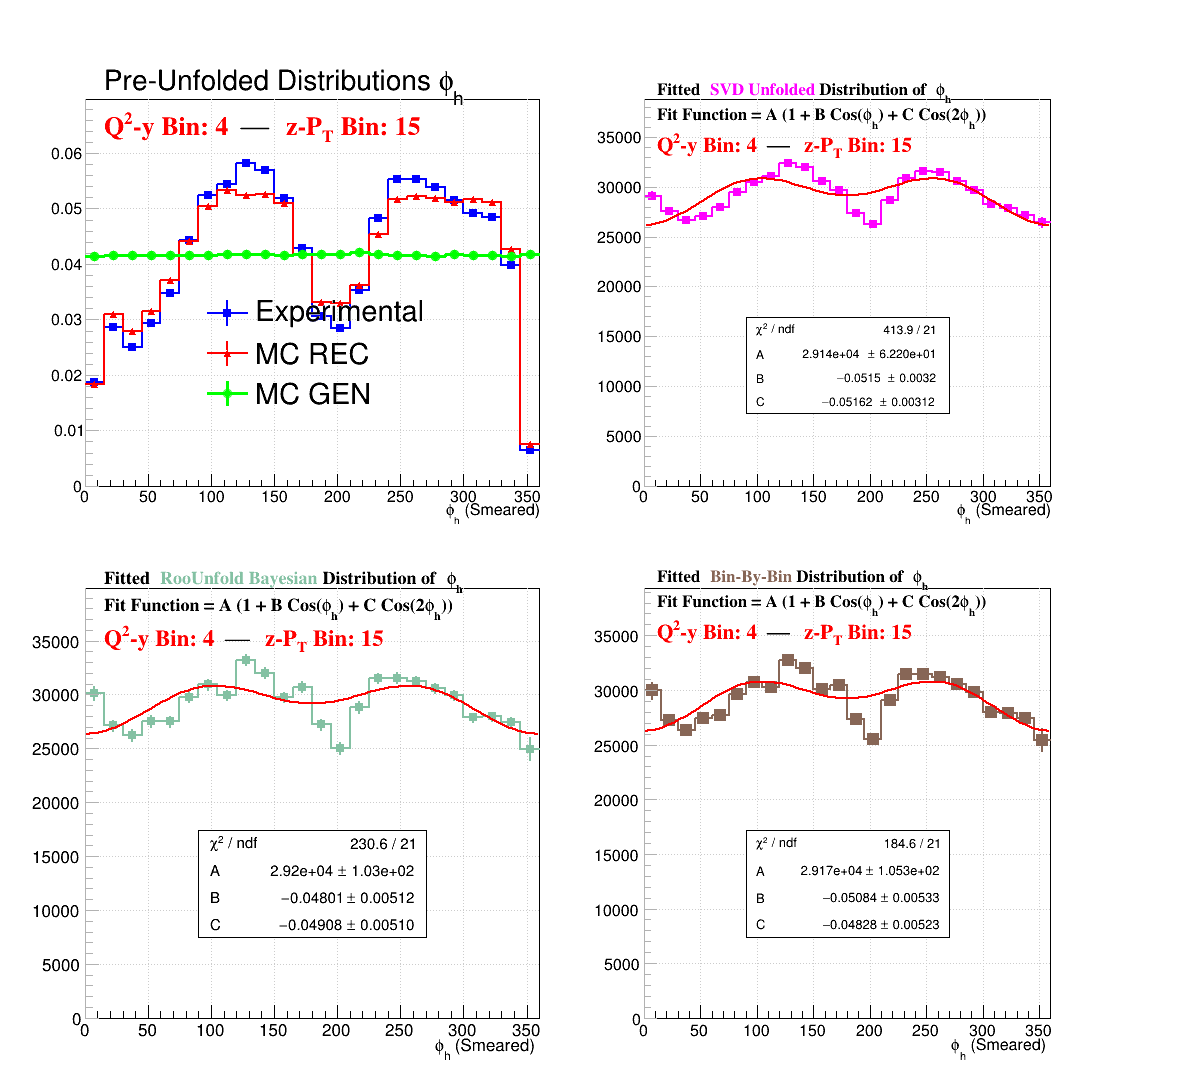 Pre-Unfolded Distributions ϕh
Q²-y Bin: 4 — z-PT Bin: 15
0.06
0.05
0.04
0.03
0.02
0.01
0
Experimental
MC REC
MC GEN
0 50 100 150 200 250 300 350
ϕh (Smeared)
Fitted SVD Unfolded Distribution of ϕh
Fit Function = A (1 + B Cos(ϕh) + C Cos(2ϕh))
Q²-y Bin: 4 — z-PT Bin: 15
35000
30000
25000
20000
15000
10000
5000
0
χ² / ndf 413.9 / 21
A 2.914e+04 ± 6.220e+01
B −0.0515 ± 0.0032
C −0.05162 ± 0.00312
0 50 100 150 200 250 300 350
ϕh (Smeared)
Fitted RooUnfold Bayesian Distribution of ϕh
Fit Function = A (1 + B Cos(ϕh) + C Cos(2ϕh))
Q²-y Bin: 4 — z-PT Bin: 15
35000
30000
25000
20000
15000
10000
5000
0
χ² / ndf 230.6 / 21
A 2.92e+04 ± 1.03e+02
B −0.04801 ± 0.00512
C −0.04908 ± 0.00510
0 50 100 150 200 250 300 350
ϕh (Smeared)
Fitted Bin-By-Bin Distribution of ϕh
Fit Function = A (1 + B Cos(ϕh) + C Cos(2ϕh))
Q²-y Bin: 4 — z-PT Bin: 15
35000
30000
25000
20000
15000
10000
5000
0
χ² / ndf 184.6 / 21
A 2.917e+04 ± 1.053e+02
B −0.05084 ± 0.00533
C −0.04828 ± 0.00523
0 50 100 150 200 250 300 350
ϕh (Smeared)